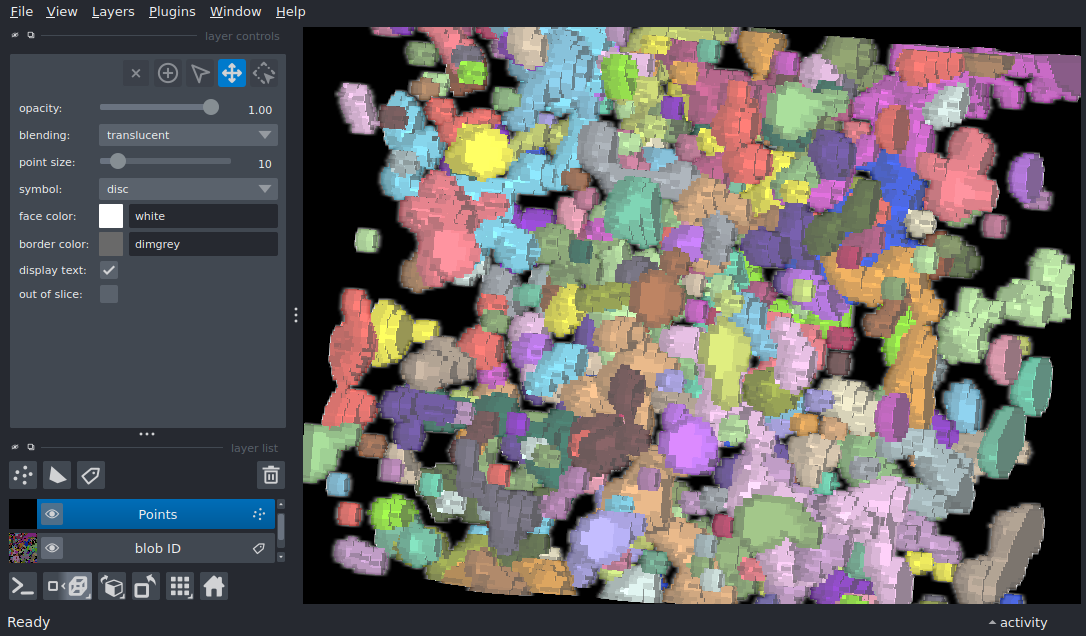 File View Layers Plugins Window Help
layer controls
opacity: 1.00
blending: translucent
point size: 10
symbol: disc
face color: white
border color: dimgrey
display text:
out of slice:
layer list
Points
blob ID
Ready activity